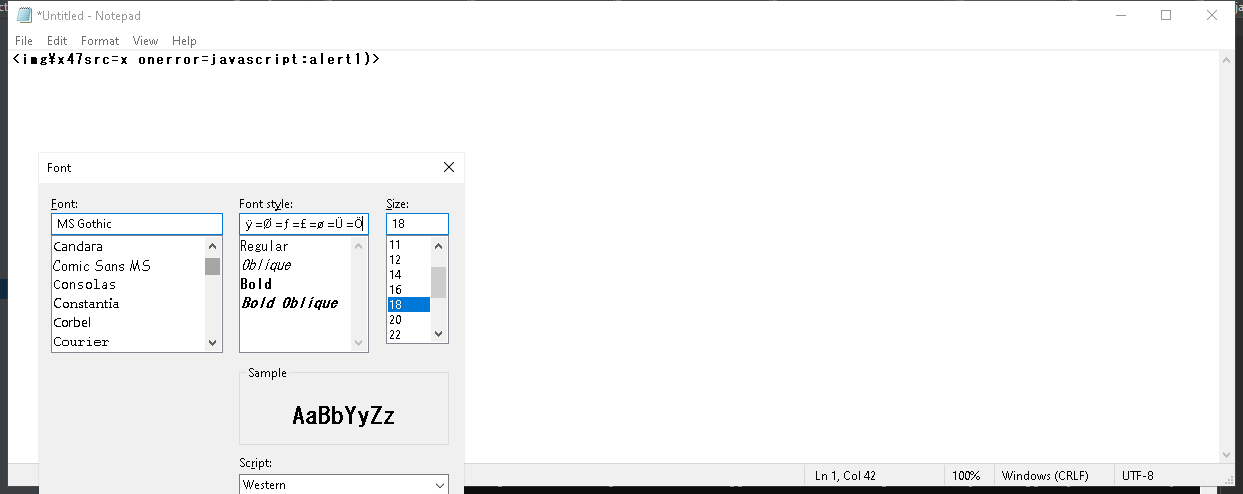 *Untitled - Notepad
File Edit Format View Help
<img¥x47src=x onerror=javascript:alert1)>
Font
Font: Font style: Size:
MS Gothic ÿ =Ø =ƒ =£ =ø =Ü =Ö 18
Candara Regular 11
Comic Sans MS Oblique 12
Consolas Bold 14
Constantia Bold Oblique 16
Corbel 18
Courier 20
22
Sample
AaBbYyZz
Script:
Western
Ln 1, Col 42 100% Windows (CRLF) UTF-8